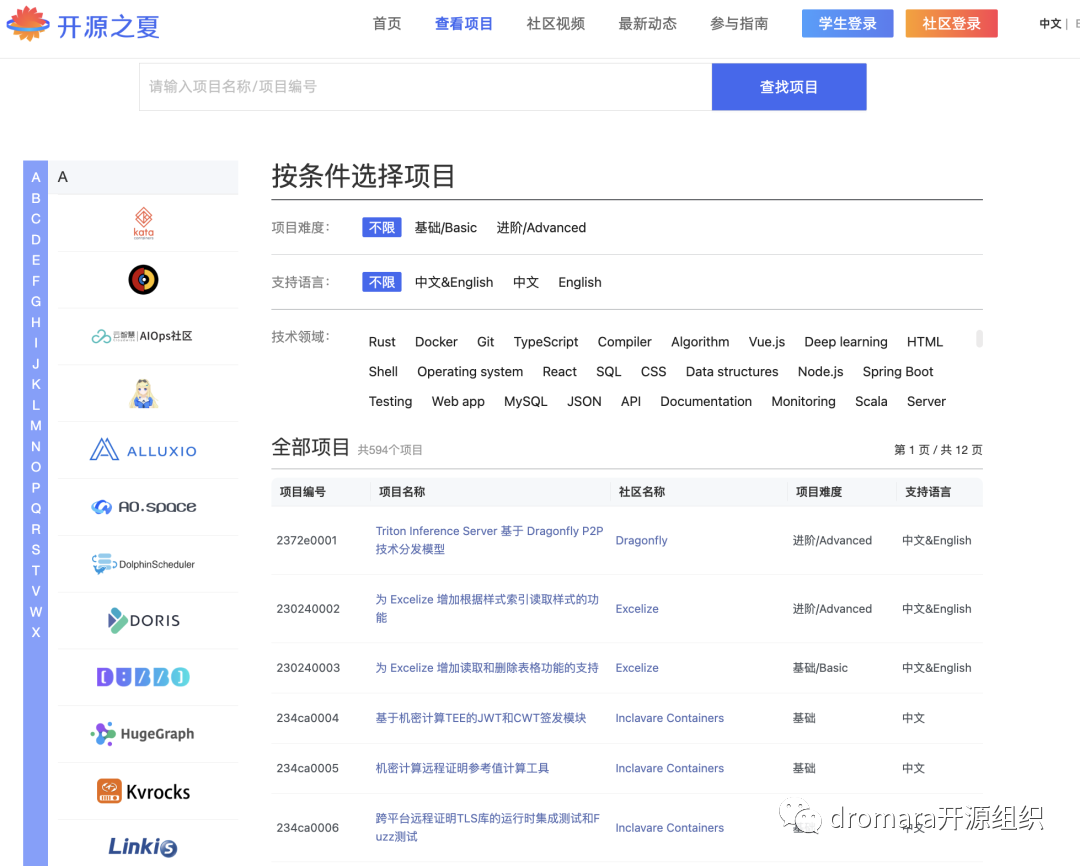 开源之夏
首页 查看项目 社区视频 最新动态 参与指南 学生登录 社区登录 中文 | E
请输入项目名称/项目编号 查找项目
A
B
C
D
E
F
G
H
I
J
K
L
M
N
O
P
Q
R
S
T
V
W
X
A
kata
containers
云智慧 AIOps社区
ALLUXIO
AO.space
DolphinScheduler
DORIS
DUBBO
HugeGraph
Kvrocks
Linkis
按条件选择项目
项目难度: 不限 基础/Basic 进阶/Advanced
支持语言: 不限 中文&English 中文 English
技术领域: Rust Docker Git TypeScript Compiler Algorithm Vue.js Deep learning HTML
Shell Operating system React SQL CSS Data structures Node.js Spring Boot
Testing Web app MySQL JSON API Documentation Monitoring Scala Server
全部项目 共594个项目 第 1 页 / 共 12 页
项目编号 项目名称 社区名称 项目难度 支持语言
2372e0001 Triton Inference Server 基于 Dragonfly P2P
技术分发模型 Dragonfly 进阶/Advanced 中文&English
230240002 为 Excelize 增加根据样式索引读取样式的功
能 Excelize 进阶/Advanced 中文&English
230240003 为 Excelize 增加读取和删除表格功能的支持 Excelize 基础/Basic 中文&English
234ca0004 基于机密计算TEE的JWT和CWT签发模块 Inclavare Containers 基础 中文
234ca0005 机密计算远程证明参考值计算工具 Inclavare Containers 基础 中文
234ca0006 跨平台远程证明TLS库的运行时集成测试和F
uzz测试 Inclavare Containers 基础 中文
dromara开源组织